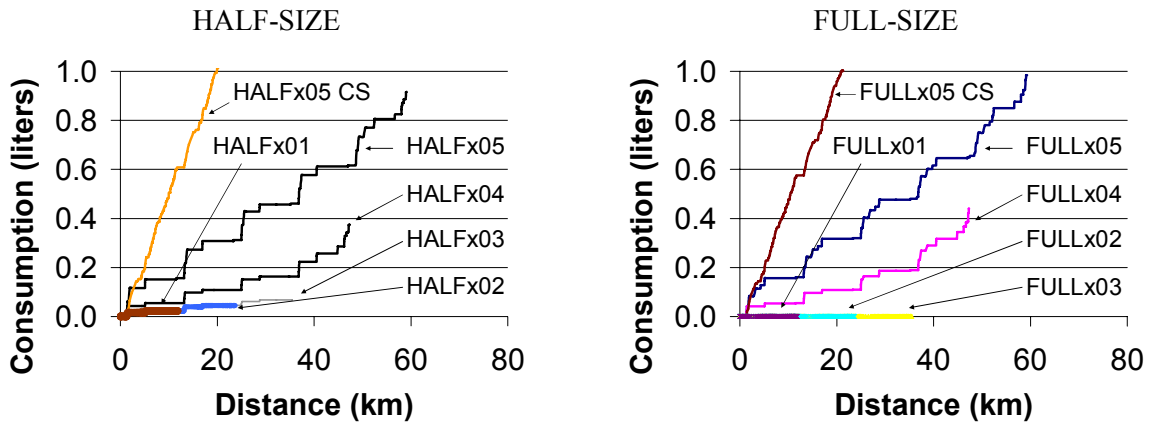 HALF-SIZE
Consumption (liters)
1.0
0.8
0.6
0.4
0.2
0.0
HALFx05 CS
HALFx01
HALFx05
HALFx04
HALFx03
HALFx02
0 20 40 60 80
Distance (km)
FULL-SIZE
Consumption (liters)
1.0
0.8
0.6
0.4
0.2
0.0
FULLx05 CS
FULLx01
FULLx05
FULLx04
FULLx02
FULLx03
0 20 40 60 80
Distance (km)